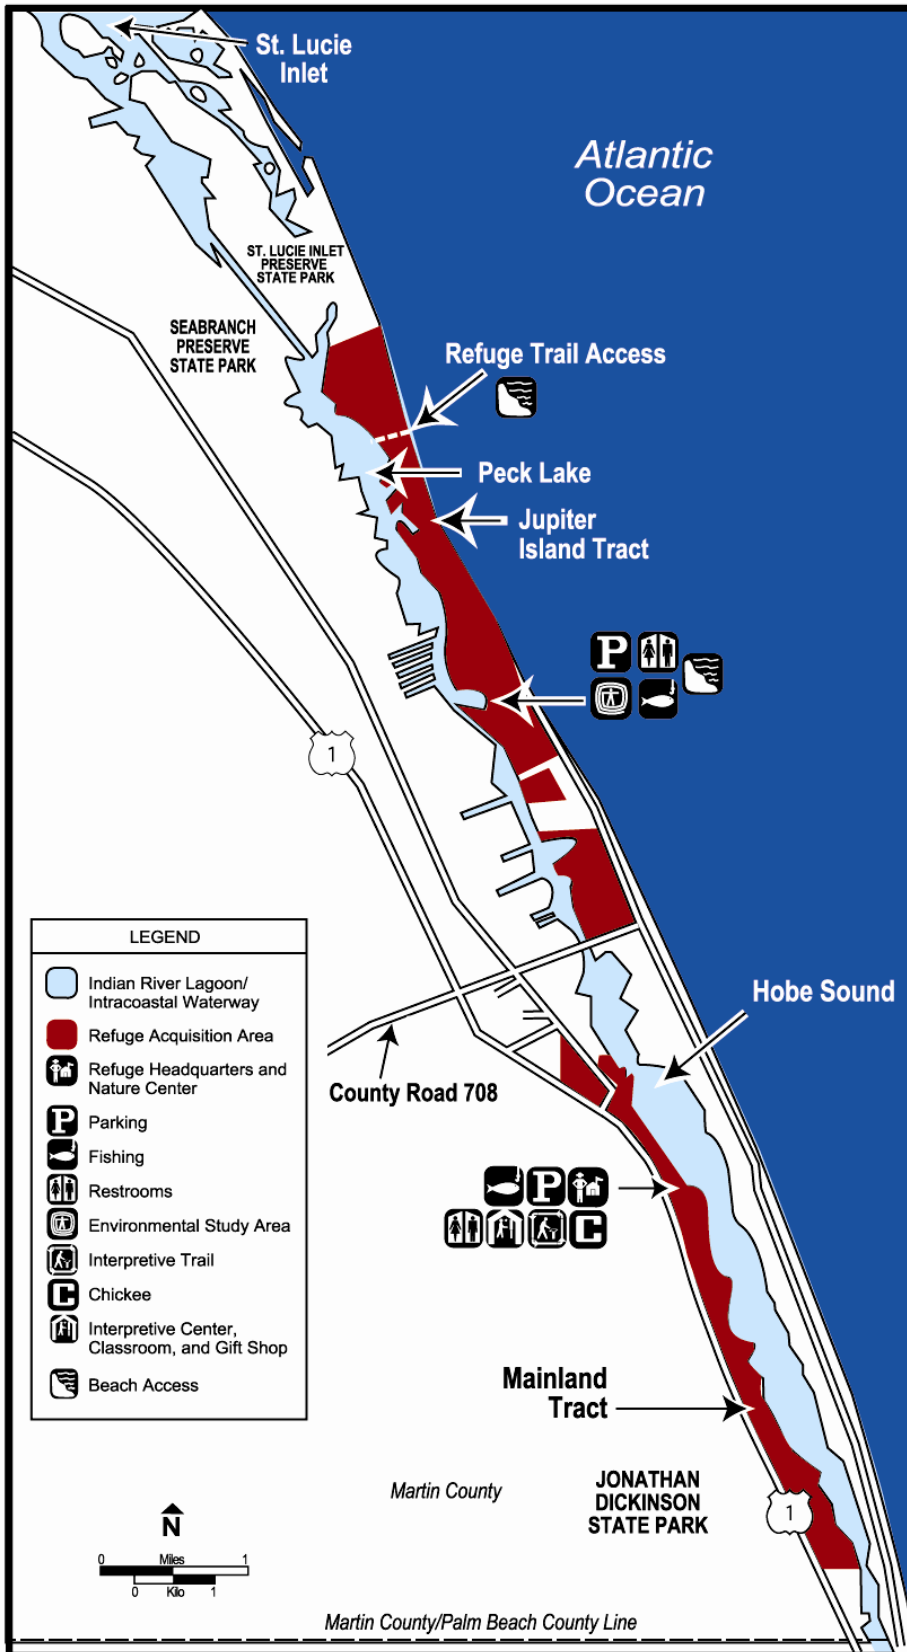 St. Lucie
Inlet
Atlantic
Ocean
ST. LUCIE INLET
PRESERVE
STATE PARK
SEABRANCH
PRESERVE
STATE PARK
Refuge Trail Access
Peck Lake
Jupiter
Island Tract
P
1
LEGEND
Indian River Lagoon/
Intracoastal Waterway
Refuge Acquisition Area
Refuge Headquarters and
Nature Center
P
Parking
Fishing
Restrooms
Environmental Study Area
Interpretive Trail
C
Chickee
Interpretive Center,
Classroom, and Gift Shop
Beach Access
Hobe Sound
County Road 708
P
C
Mainland
Tract
Martin County
JONATHAN
DICKINSON
STATE PARK
1
N
0 Miles 1
0 Kilo 1
Martin County/Palm Beach County Line